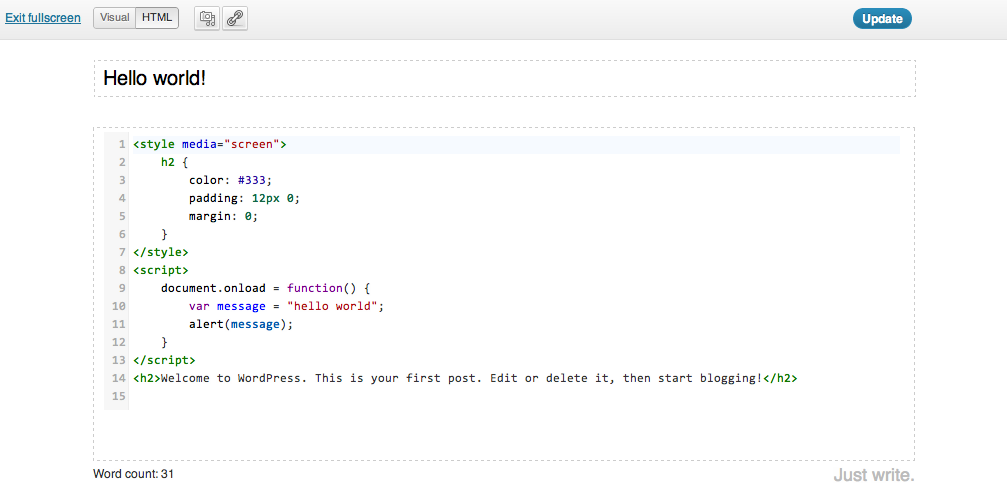 Exit fullscreen Visual HTML Update
Hello world!
1 <style media="screen">
2     h2 {
3         color: #333;
4         padding: 12px 0;
5         margin: 0;
6     }
7 </style>
8 <script>
9     document.onload = function() {
10         var message = "hello world";
11         alert(message);
12     }
13 </script>
14 <h2>Welcome to WordPress. This is your first post. Edit or delete it, then start blogging!</h2>
15
Word count: 31 Just write.